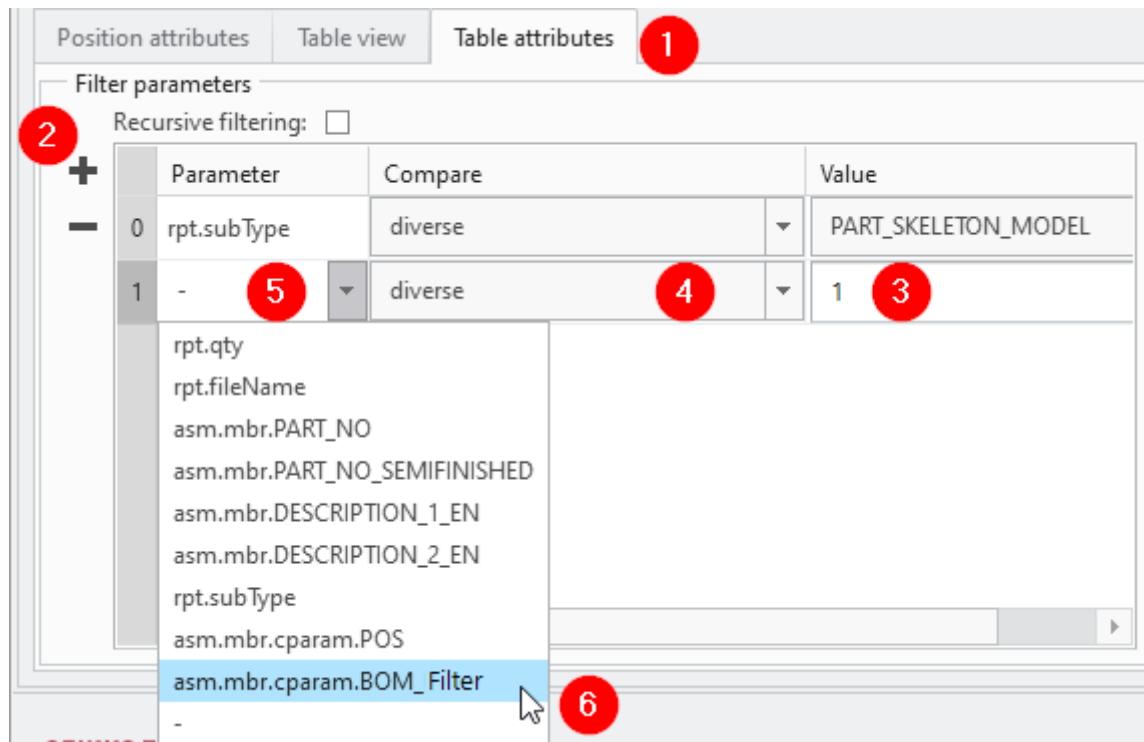 Position attributes Table view Table attributes 1
Filter parameters
2 Recursive filtering:
Parameter Compare Value
0 rpt.subType diverse PART_SKELETON_MODEL
1 - 5 diverse 4 1 3
rpt.qty
rpt.fileName
asm.mbr.PART_NO
asm.mbr.PART_NO_SEMIFINISHED
asm.mbr.DESCRIPTION_1_EN
asm.mbr.DESCRIPTION_2_EN
rpt.subType
asm.mbr.cparam.POS
asm.mbr.cparam.BOM_Filter
6
-